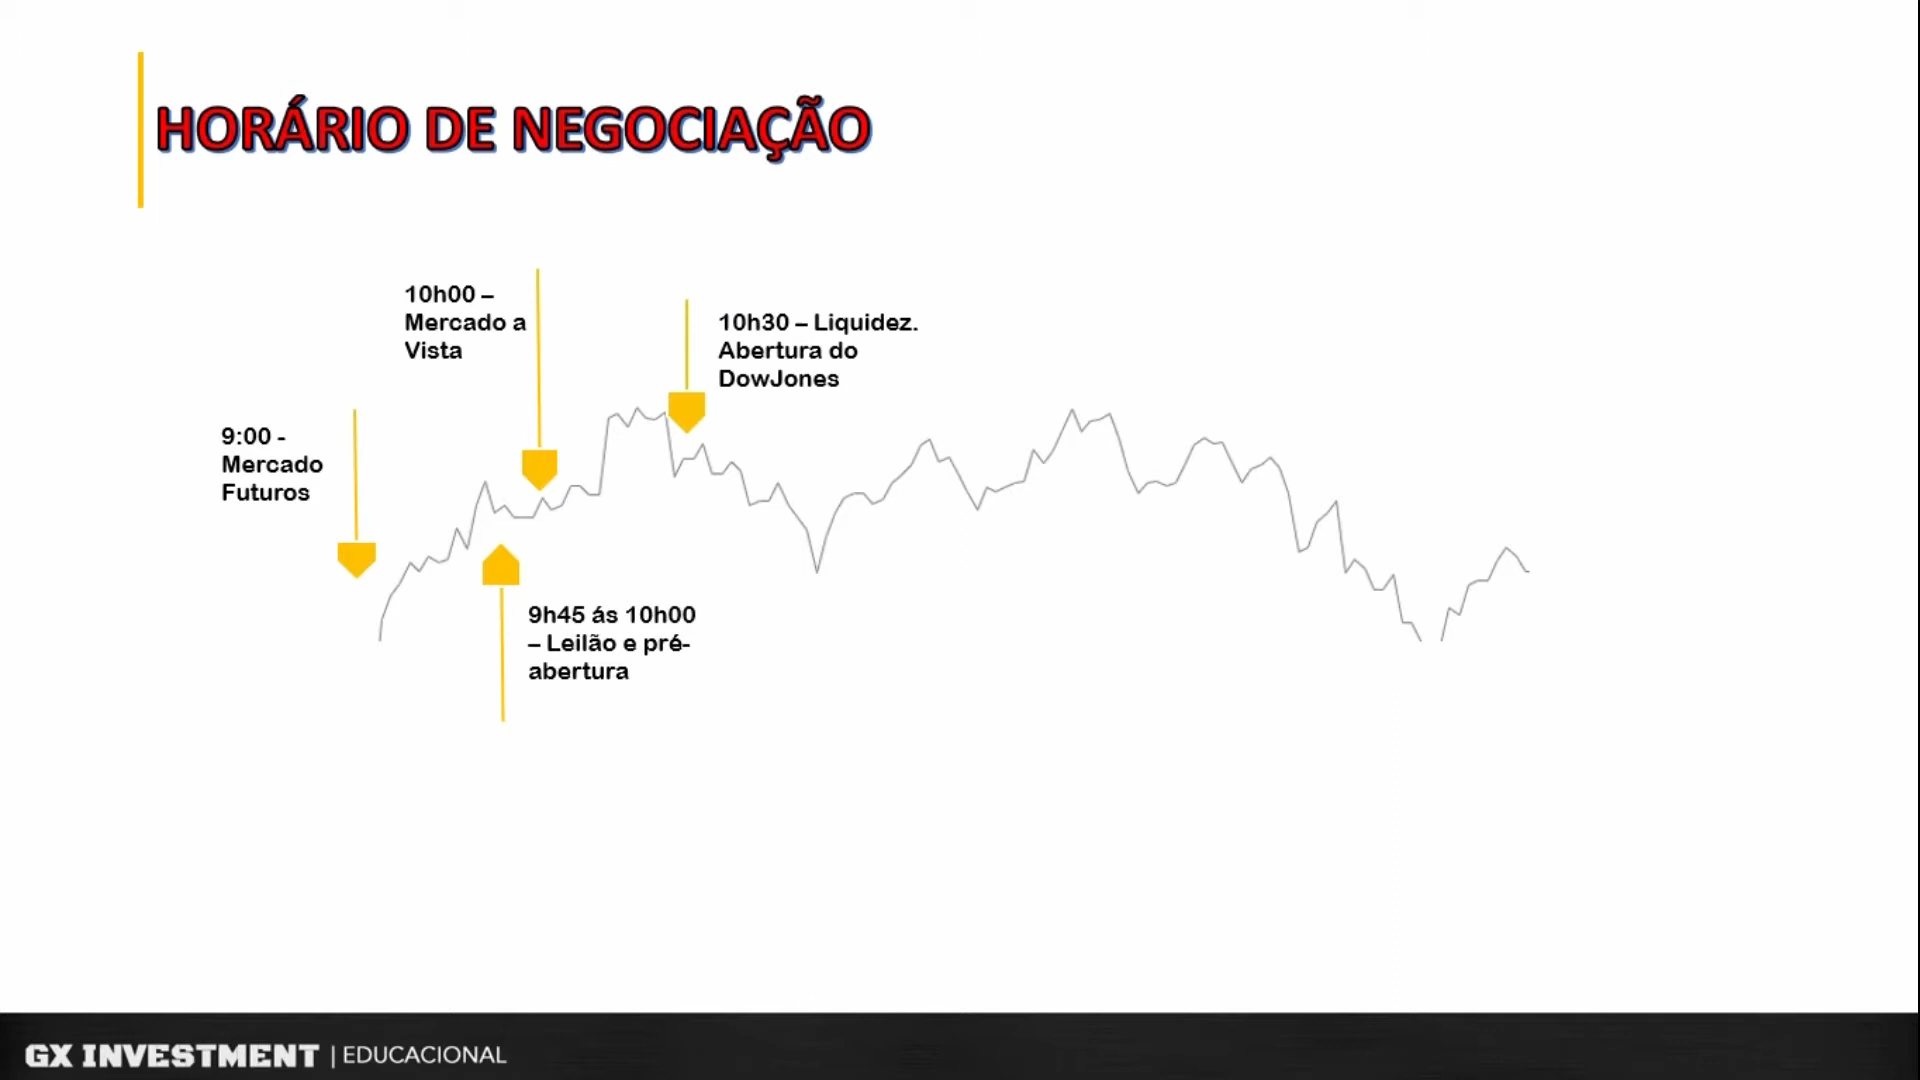 HORÁRIO DE NEGOCIAÇÃO
10h00 –
Mercado a
Vista
10h30 – Liquidez.
Abertura do
DowJones
9:00 -
Mercado
Futuros
9h45 ás 10h00
– Leilão e pré-
abertura
GX INVESTMENT | EDUCACIONAL